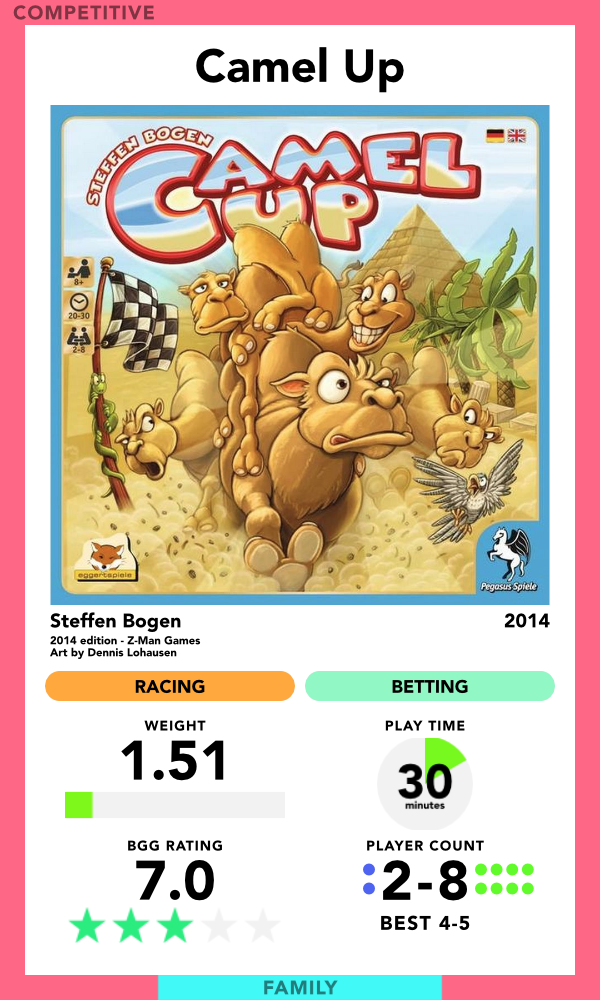 COMPETITIVE
Camel Up
STEFFEN BOGEN
CAMEL
CUP
8+
20-30
2-8
eggertspiele
Pegasus Spiele
Steffen Bogen
2014
2014 edition - Z-Man Games
Art by Dennis Lohausen
RACING
BETTING
WEIGHT
1.51
PLAY TIME
30
minutes
BGG RATING
7.0
PLAYER COUNT
2-8
BEST 4-5
FAMILY